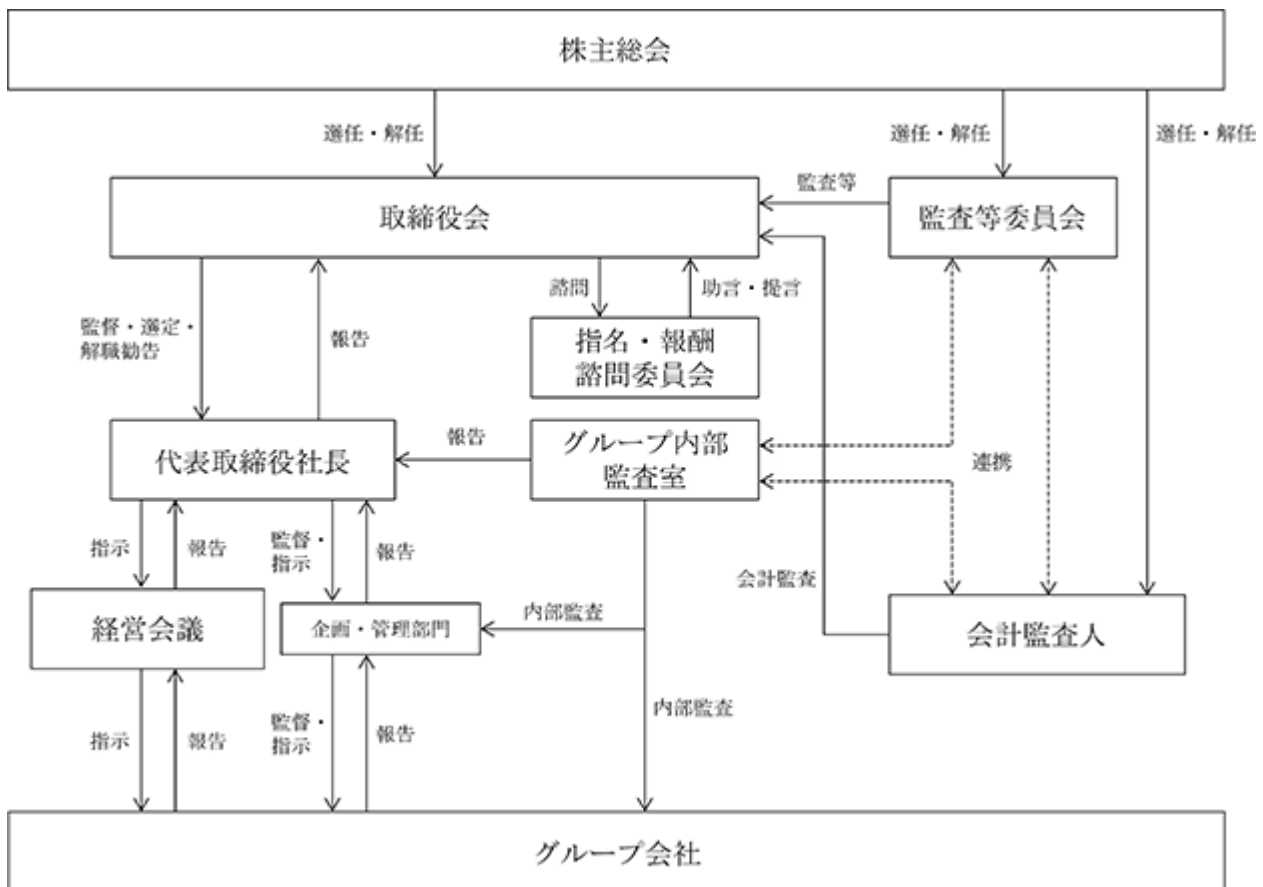 株主総会
選任・解任
選任・解任
選任・解任
監査等
取締役会
監査等委員会
諮問
助言・提言
監督・選定・
解職勧告
報告
指名・報酬
諮問委員会
代表取締役社長
報告
グループ内部
監査室
連携
指示
報告
監督・
指示
報告
会計監査
経営会議
企画・管理部門
内部監査
会計監査人
指示
報告
監督・
指示
報告
内部監査
グループ会社